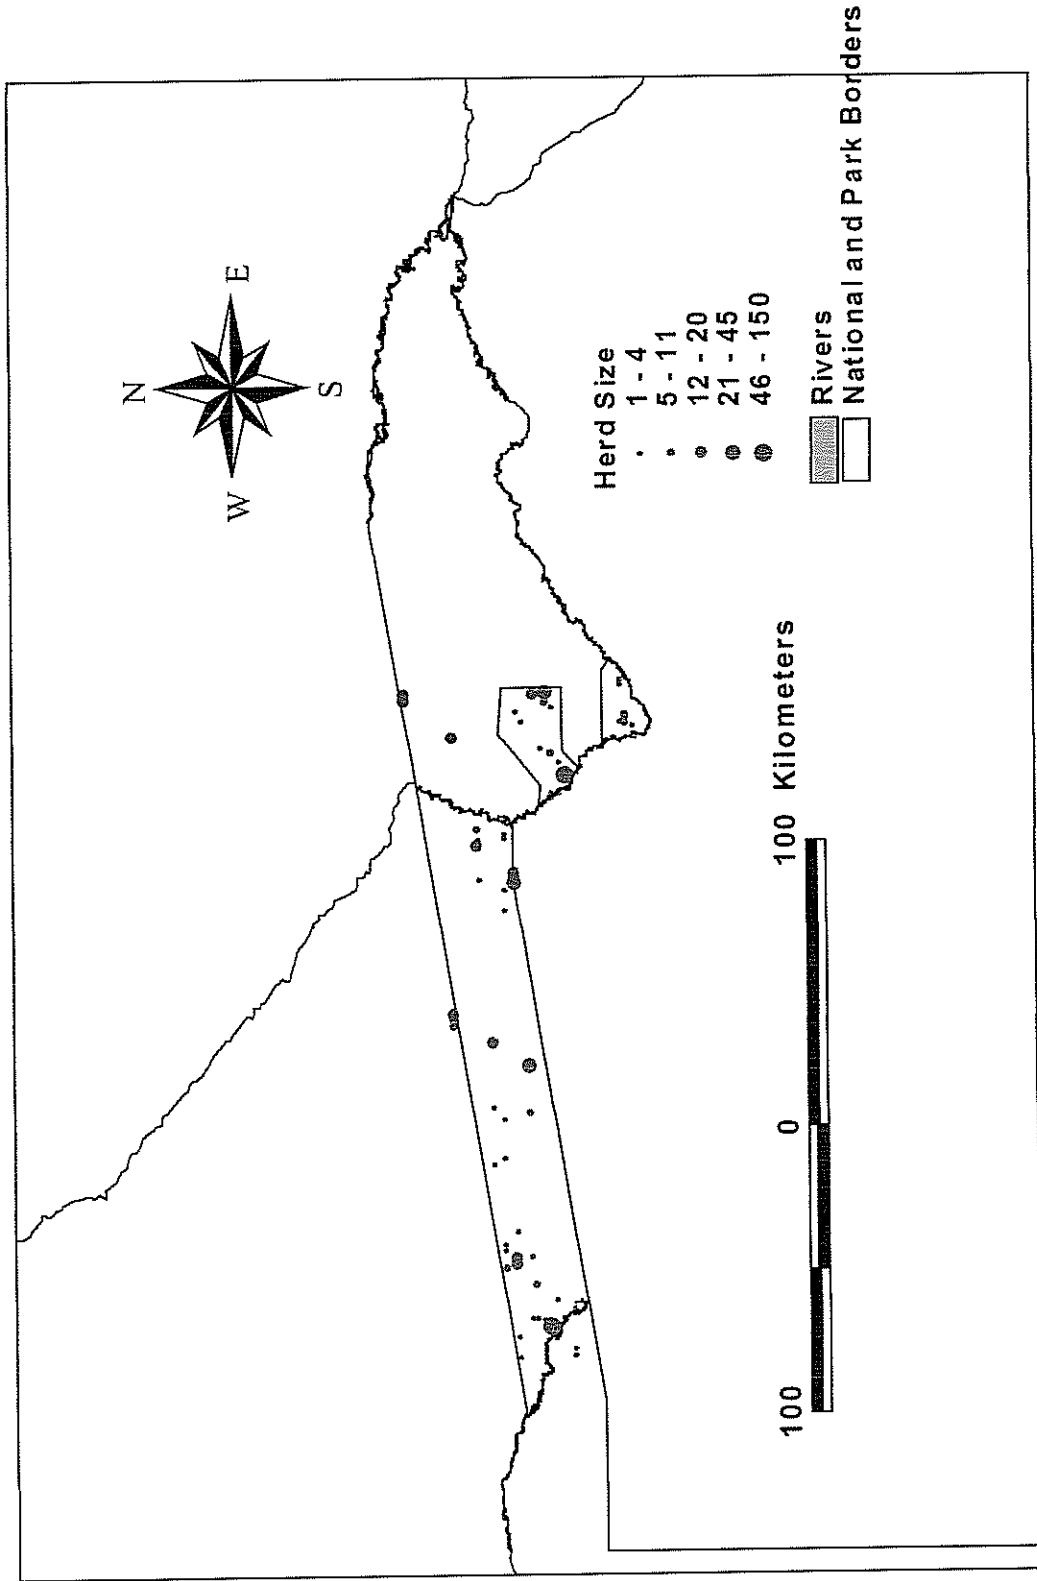 N
W
E
S
Herd Size
1 - 4
5 - 11
12 - 20
21 - 45
46 - 150
Rivers
National and Park Borders
100 0 100 Kilometers